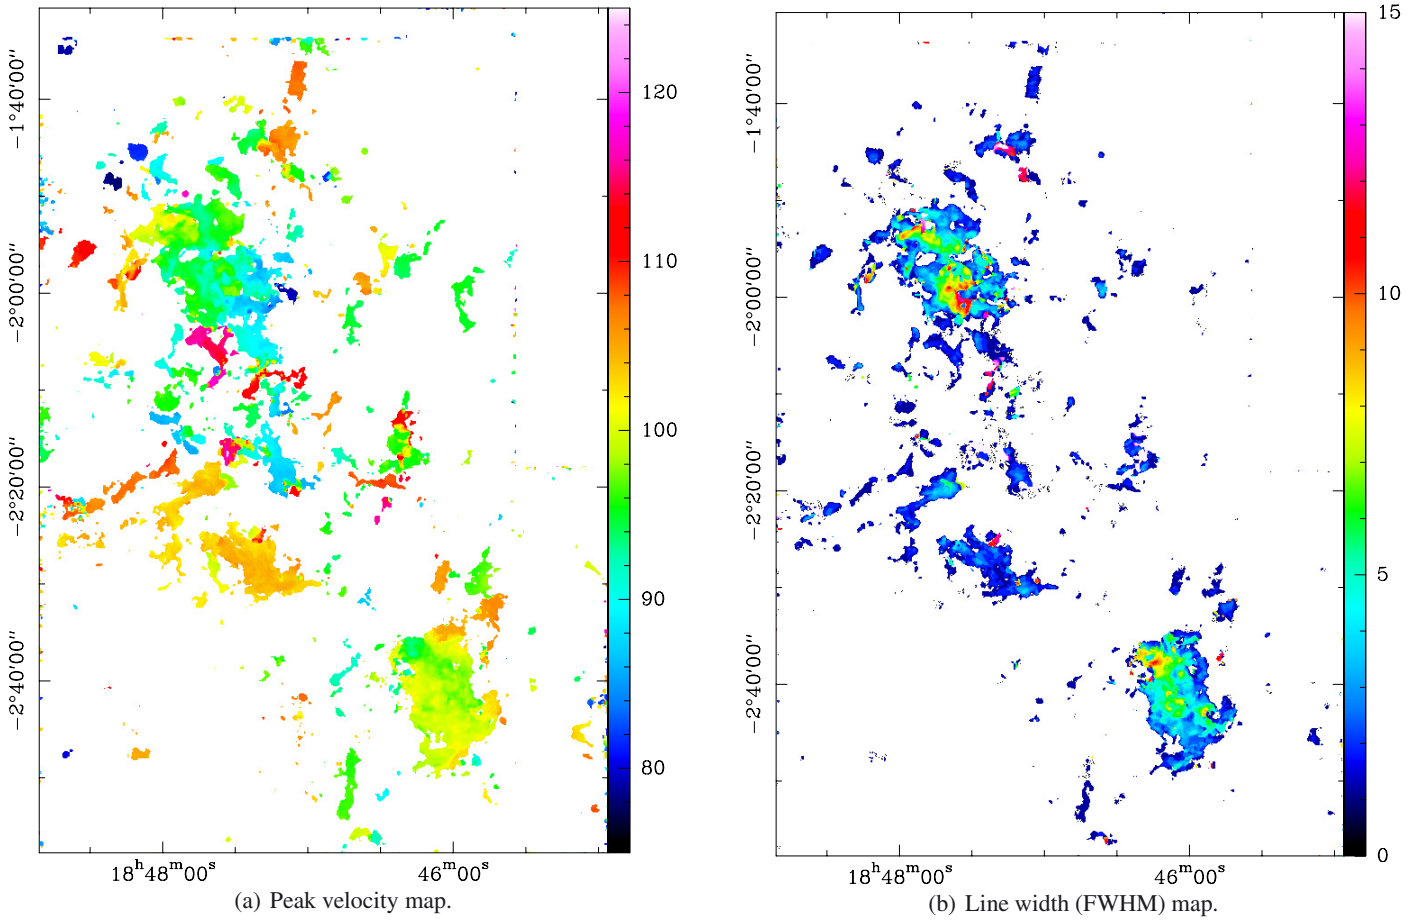 −1°40′00″
−2°00′00″
−2°20′00″
−2°40′00″
18ʰ48ᵐ00ˢ
46ᵐ00ˢ
120
110
100
90
80
(a) Peak velocity map.
−1°40′00″
−2°00′00″
−2°20′00″
−2°40′00″
18ʰ48ᵐ00ˢ
46ᵐ00ˢ
15
10
5
0
(b) Line width (FWHM) map.